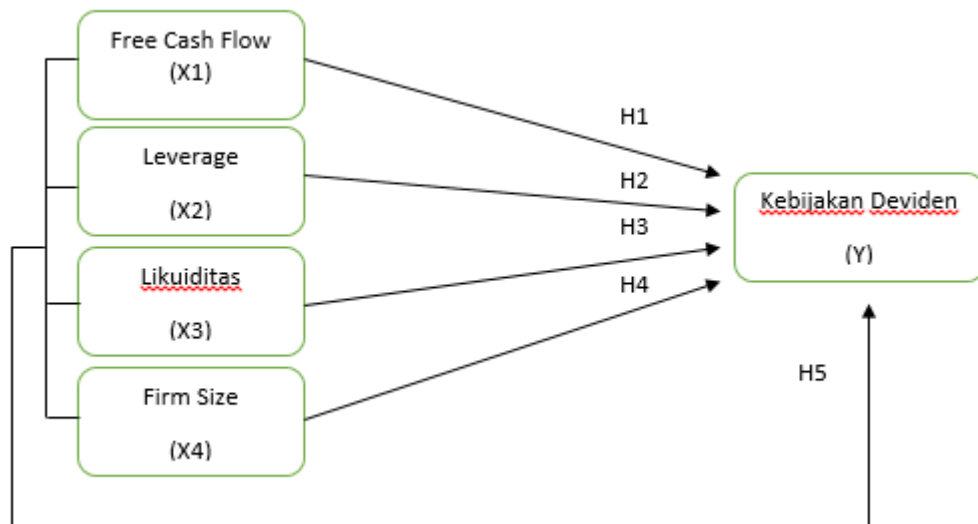 Free Cash Flow
(X1)
H1
Leverage
(X2)
H2
Kebijakan Deviden
(Y)
H3
Likuiditas
(X3)
H4
Firm Size
(X4)
H5